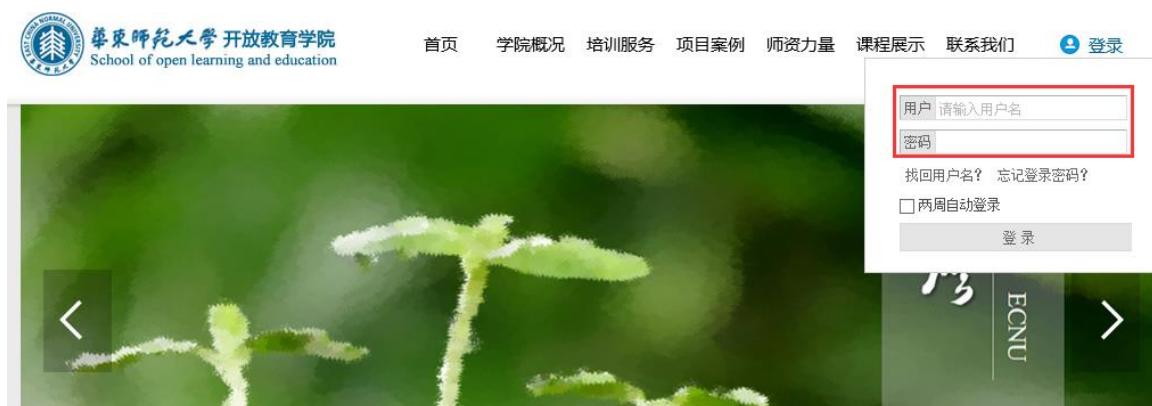 華東師範大學 开放教育学院
School of open learning and education
首页 学院概况 培训服务 项目案例 师资力量 课程展示 联系我们 登录
用户 请输入用户名
密码
找回用户名? 忘记登录密码?
两周自动登录
登 录
ECNU